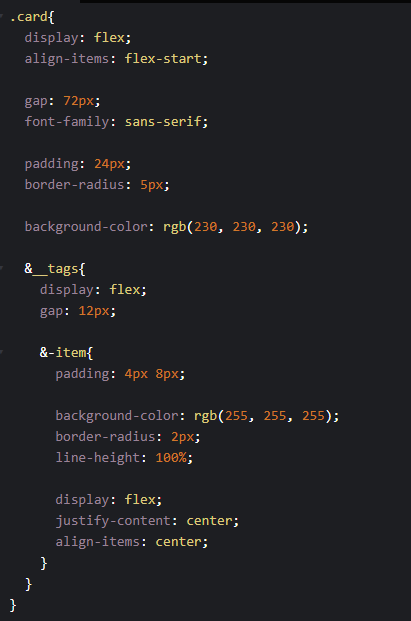 .card{
display: flex;
align-items: flex-start;
gap: 72px;
font-family: sans-serif;
padding: 24px;
border-radius: 5px;
background-color: rgb(230, 230, 230);
&__tags{
display: flex;
gap: 12px;
&-item{
padding: 4px 8px;
background-color: rgb(255, 255, 255);
border-radius: 2px;
line-height: 100%;
display: flex;
justify-content: center;
align-items: center;
}
}
}